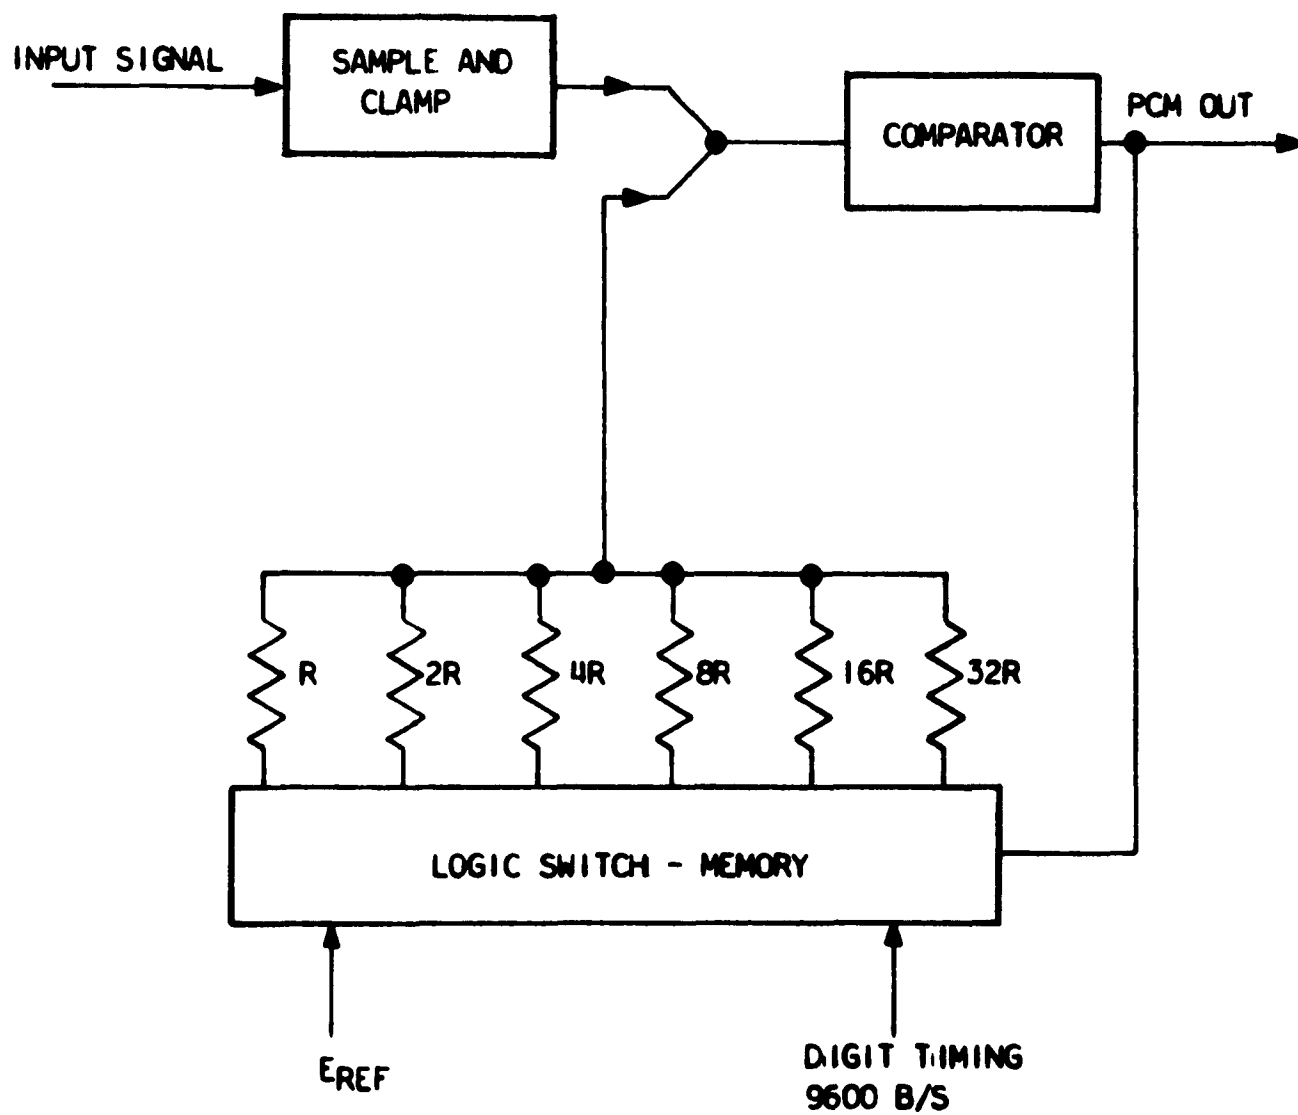 INPUT SIGNAL
SAMPLE AND
CLAMP
COMPARATOR
PCM OUT
R
2R
4R
8R
16R
32R
LOGIC SWITCH - MEMORY
EREF
DIGIT TIMING
9600 B/S